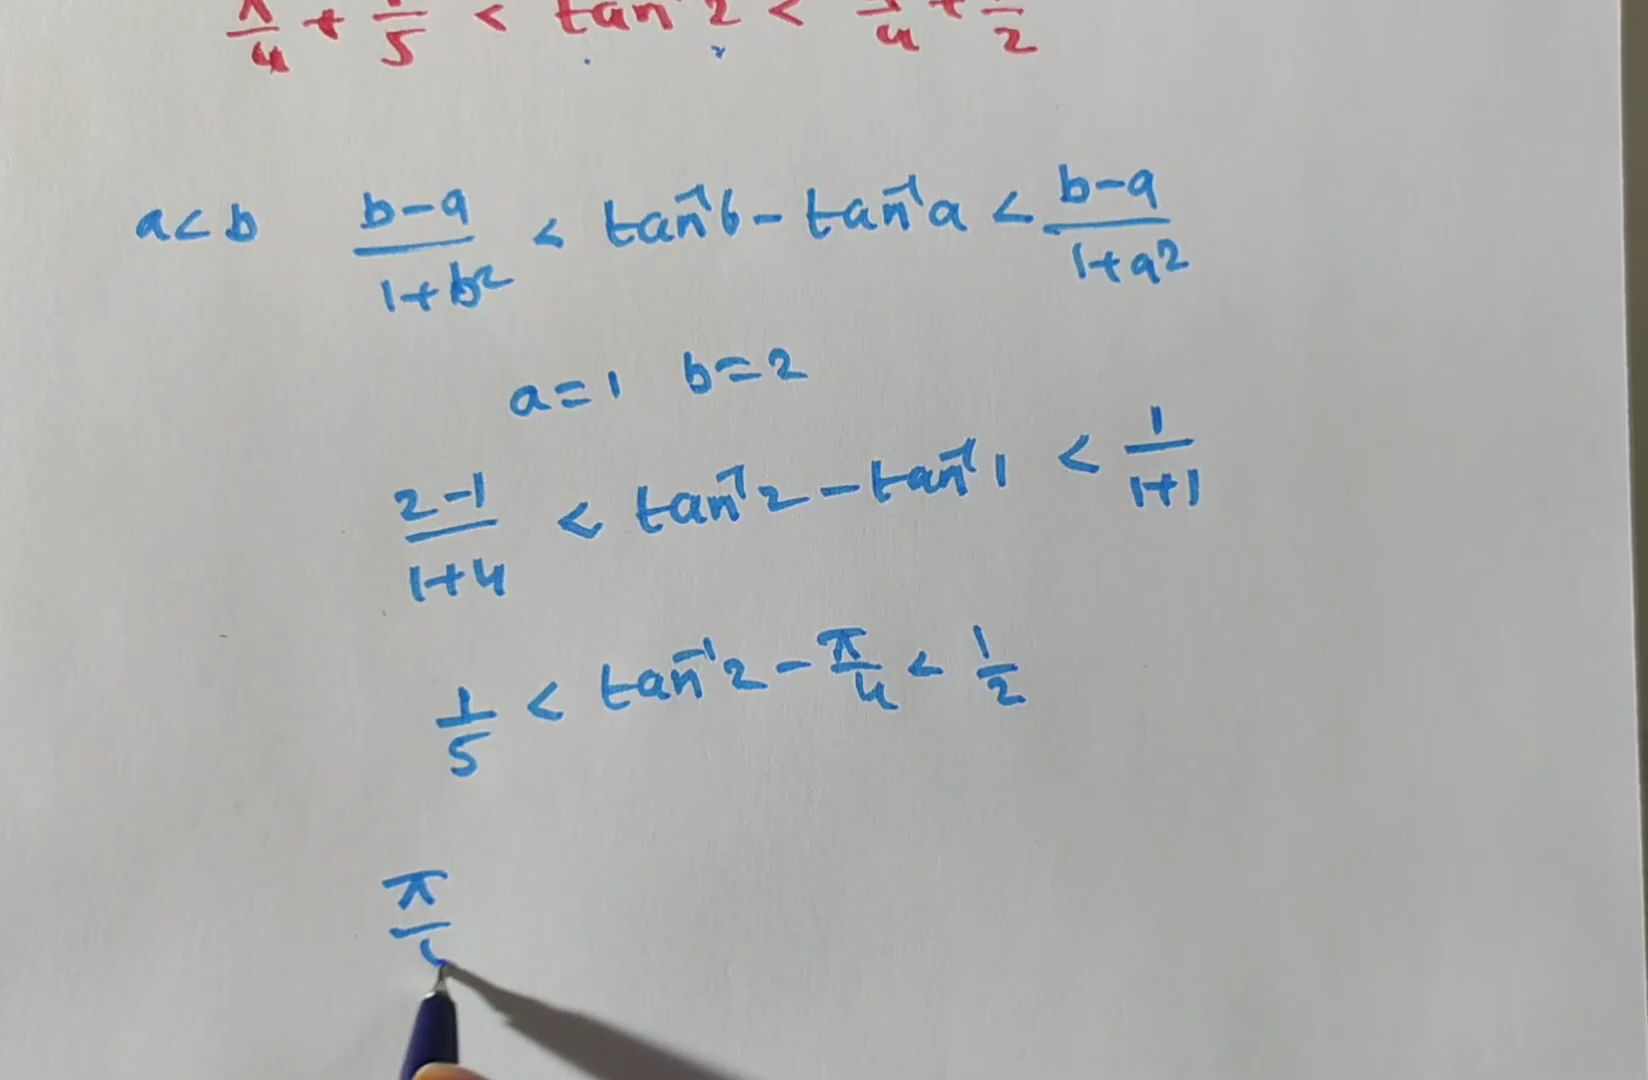 π/4 + 1/5 < tan⁻¹2 < π/4 + 1/2
a<b  b-a/1+b² < tan⁻¹b - tan⁻¹a < b-a/1+a²
a=1 b=2
2-1/1+4 < tan⁻¹2 - tan⁻¹1 < 1/1+1
1/5 < tan⁻¹2 - π/4 < 1/2
π